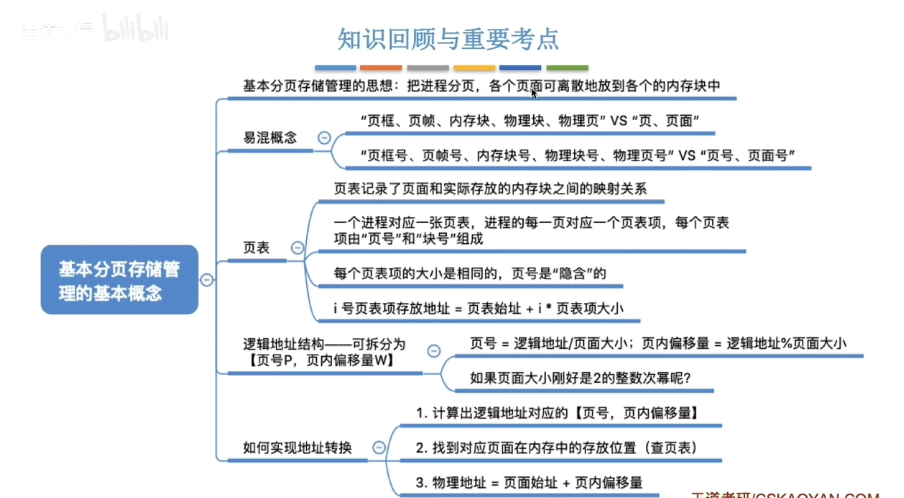 bilibili
知识回顾与重要考点
基本分页存储管理的思想：把进程分页，各个页面可离散地放到各个的内存块中
易混概念
“页框、页帧、内存块、物理块、物理页” VS “页、页面”
“页框号、页帧号、内存块号、物理块号、物理页号” VS “页号、页面号”
页表
页表记录了页面和实际存放的内存块之间的映射关系
一个进程对应一张页表，进程的每一页对应一个页表项，每个页表
项由“页号”和“块号”组成
每个页表项的大小是相同的，页号是“隐含”的
i 号页表项存放地址 = 页表始址 + i * 页表项大小
基本分页存储管
理的基本概念
逻辑地址结构——可拆分为
【页号P，页内偏移量W】
页号 = 逻辑地址/页面大小；页内偏移量 = 逻辑地址%页面大小
如果页面大小刚好是2的整数次幂呢?
如何实现地址转换
1. 计算出逻辑地址对应的【页号，页内偏移量】
2. 找到对应页面在内存中的存放位置（查页表）
3. 物理地址 = 页面始址 + 页内偏移量
王道考研/CSKAOYAN.COM